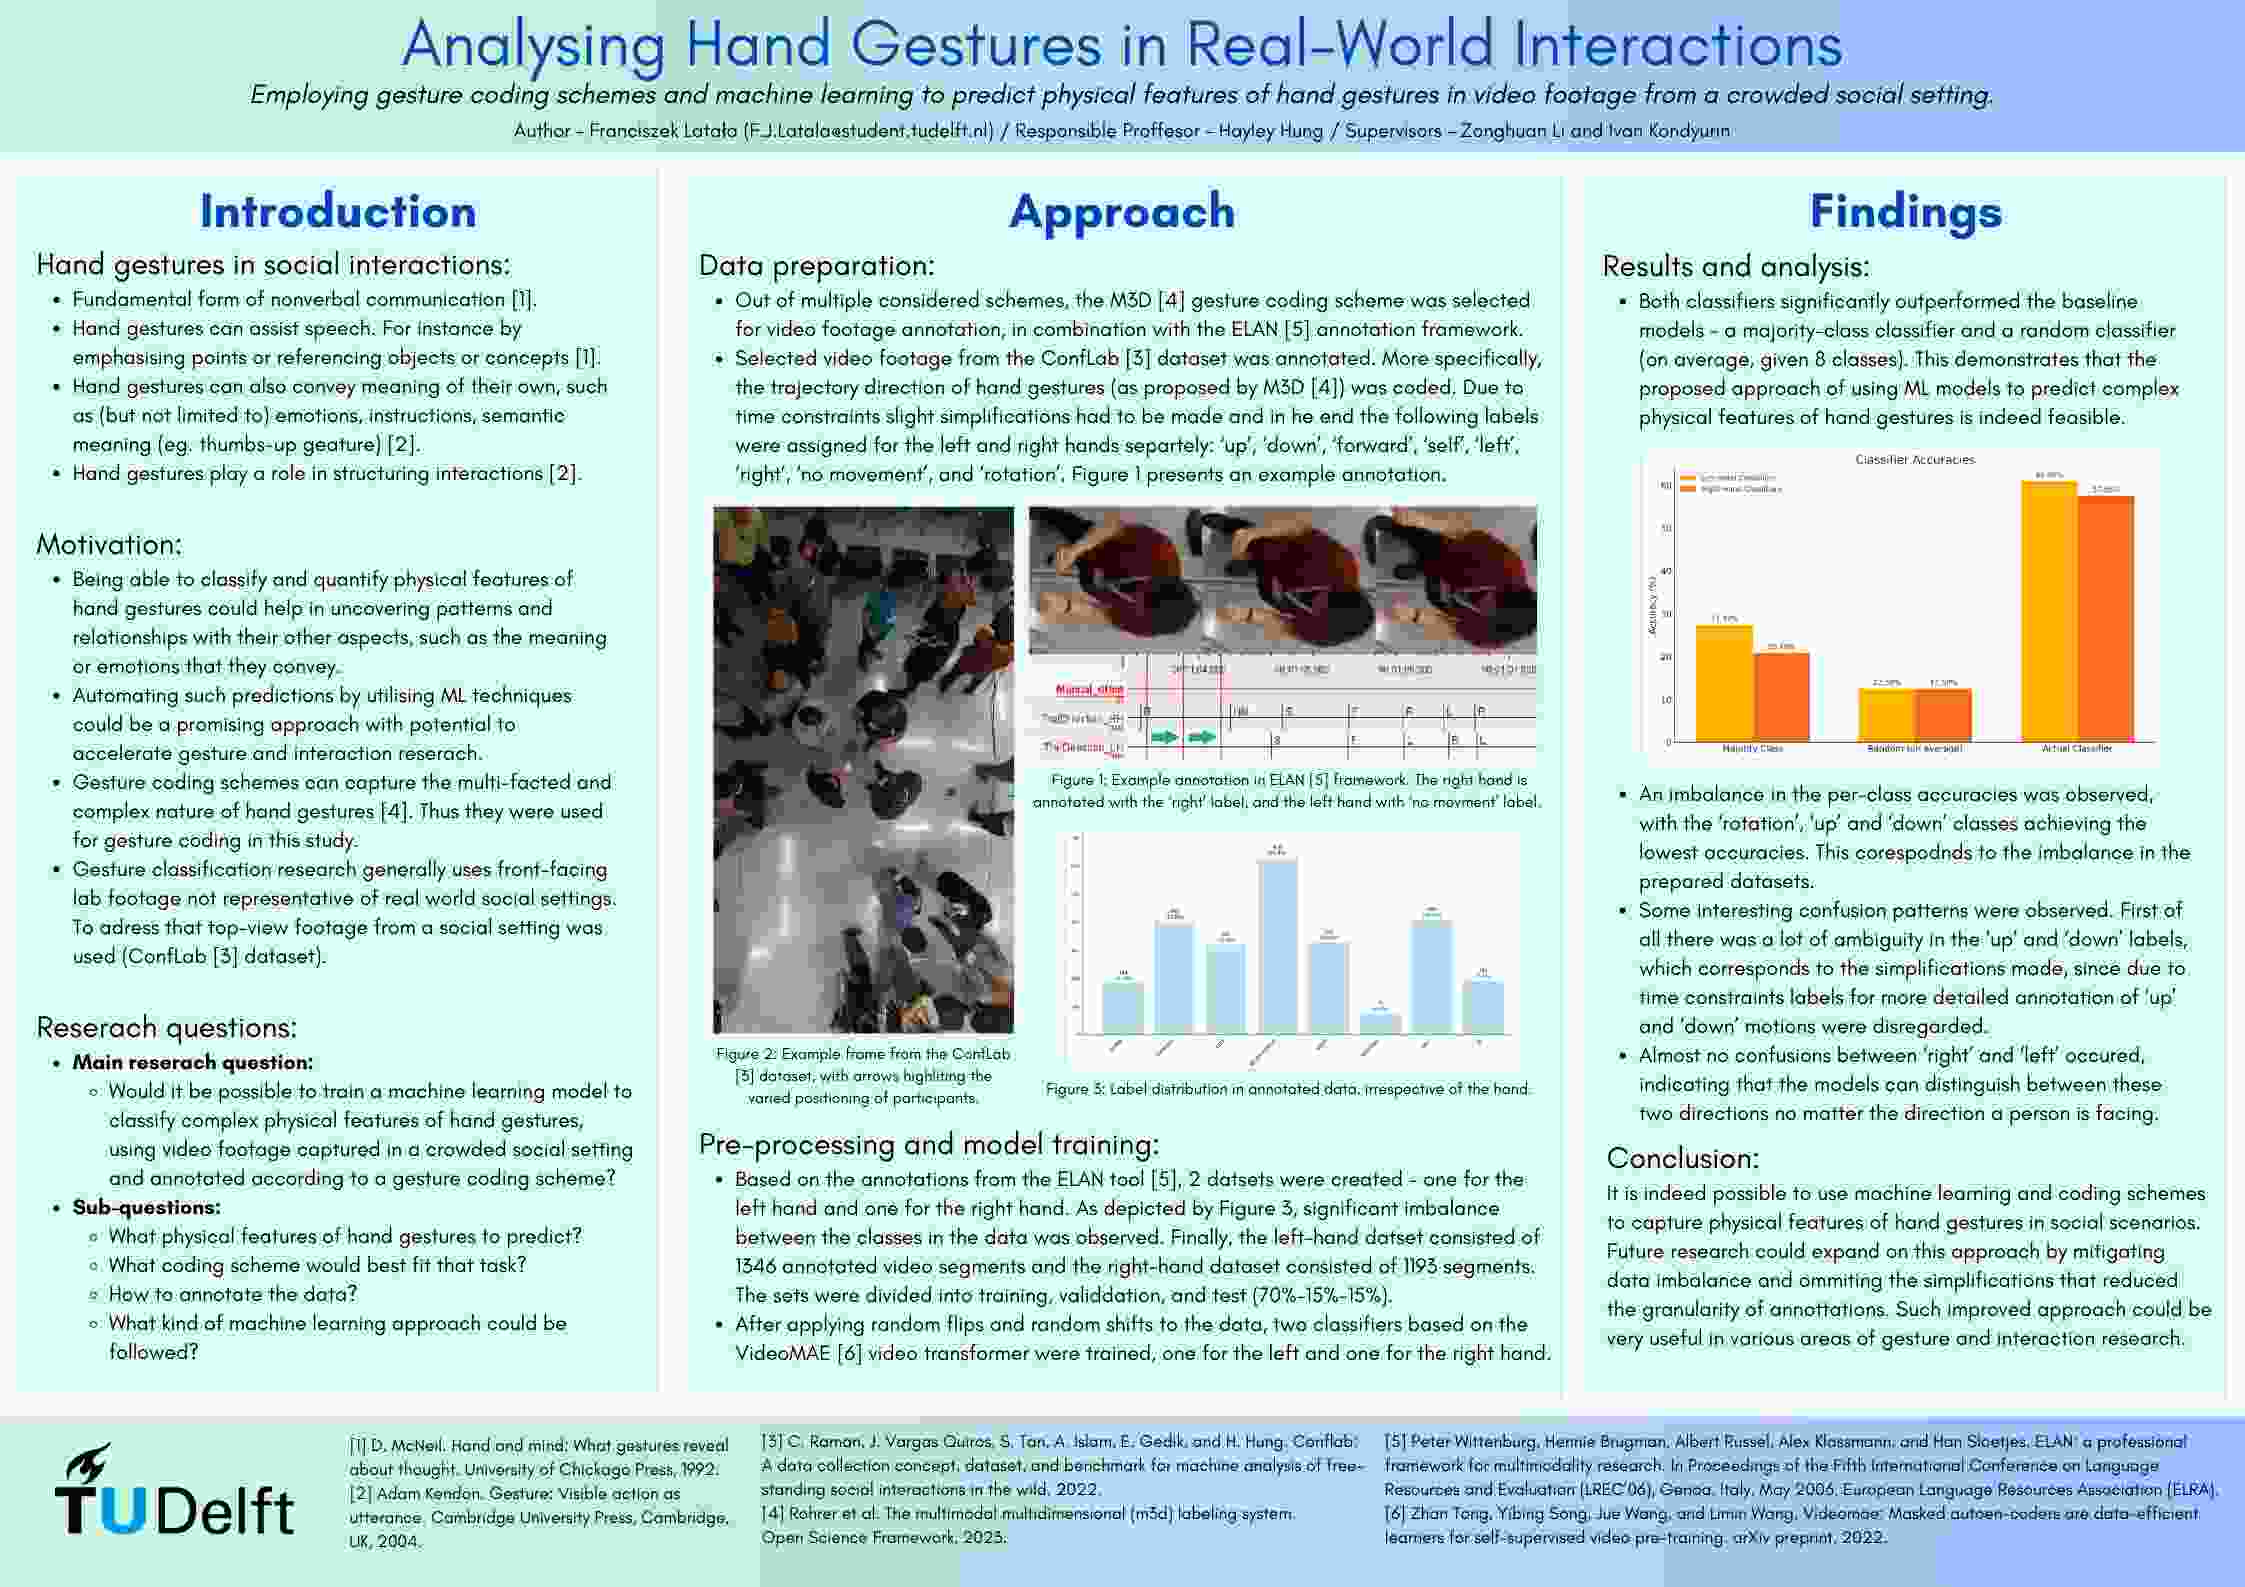 Analysing Hand Gestures in Real-World Interactions
Employing gesture coding schemes and machine learning to predict physical features of hand gestures in video footage from a crowded social setting.
Author - Franciszek Latała (F.J.Latala@student.tudelft.nl) / Responsible Proffesor - Hayley Hung / Supervisors - Zonghuan Li and Ivan Kondyurin
Introduction
Hand gestures in social interactions:
• Fundamental form of nonverbal communication [1].
• Hand gestures can assist speech. For instance by
emphasising points or referencing objects or concepts [1].
• Hand gestures can also convey meaning of their own, such
as (but not limited to) emotions, instructions, semantic
meaning (eg. thumbs-up geature) [2].
• Hand gestures play a role in structuring interactions [2].
Motivation:
• Being able to classify and quantify physical features of
hand gestures could help in uncovering patterns and
relationships with their other aspects, such as the meaning
or emotions that they convey.
• Automating such predictions by utilising ML techniques
could be a promising approach with potential to
accelerate gesture and interaction reserach.
• Gesture coding schemes can capture the multi-facted and
complex nature of hand gestures [4]. Thus they were used
for gesture coding in this study.
• Gesture classification research generally uses front-facing
lab footage not representative of real world social settings.
To adress that top-view footage from a social setting was
used (ConfLab [3] dataset).
Reserach questions:
• Main reserach question:
◦ Would it be possible to train a machine learning model to
classify complex physical features of hand gestures,
using video footage captured in a crowded social setting
and annotated according to a gesture coding scheme?
• Sub-questions:
◦ What physical features of hand gestures to predict?
◦ What coding scheme would best fit that task?
◦ How to annotate the data?
◦ What kind of machine learning approach could be
followed?
Approach
Data preparation:
• Out of multiple considered schemes, the M3D [4] gesture coding scheme was selected
for video footage annotation, in combination with the ELAN [5] annotation framework.
• Selected video footage from the ConfLab [3] dataset was annotated. More specifically,
the trajectory direction of hand gestures (as proposed by M3D [4]) was coded. Due to
time constraints slight simplifications had to be made and in he end the following labels
were assigned for the left and right hands separtely: ‘up’, ‘down’, ‘forward’, ‘self’, ‘left’,
‘right’, ‘no movement’, and ‘rotation’. Figure 1 presents an example annotation.
Figure 1: Example annotation in ELAN [5] framework. The right hand is
annotated with the ‘right’ label, and the left hand with ‘no movment’ label.
Figure 2: Example frame from the ConfLab
[3] dataset, with arrows highliting the
varied positioning of participants.
Figure 3: Label distribution in annotated data, irrespective of the hand.
Pre-processing and model training:
• Based on the annotations from the ELAN tool [5], 2 datsets were created - one for the
left hand and one for the right hand. As depicted by Figure 3, significant imbalance
between the classes in the data was observed. Finally, the left-hand datset consisted of
1346 annotated video segments and the right-hand dataset consisted of 1193 segments.
The sets were divided into training, validdation, and test (70%-15%-15%).
• After applying random flips and random shifts to the data, two classifiers based on the
VideoMAE [6] video transformer were trained, one for the left and one for the right hand.
Findings
Results and analysis:
• Both classifiers significantly outperformed the baseline
models - a majority-class classifier and a random classifier
(on average, given 8 classes). This demonstrates that the
proposed approach of using ML models to predict complex
physical features of hand gestures is indeed feasible.
Classifier Accuracies
Left-Hand Classifiers
Right-Hand Classifiers
Accuracy (%)
60
50
40
30
20
10
0
12.50% 12.50%
Majority Class Random (on average) Actual Classifier
• An imbalance in the per-class accuracies was observed,
with the ‘rotation’, ‘up’ and ‘down’ classes achieving the
lowest accuracies. This corespodnds to the imbalance in the
prepared datasets.
• Some interesting confusion patterns were observed. First of
all there was a lot of ambiguity in the ‘up’ and ‘down’ labels,
which corresponds to the simplifications made, since due to
time constraints labels for more detailed annotation of ‘up’
and ‘down’ motions were disregarded.
• Almost no confusions between ‘right’ and ‘left’ occured,
indicating that the models can distinguish between these
two directions no matter the direction a person is facing.
Conclusion:
It is indeed possible to use machine learning and coding schemes
to capture physical features of hand gestures in social scenarios.
Future research could expand on this approach by mitigating
data imbalance and ommiting the simplifications that reduced
the granularity of annottations. Such improved approach could be
very useful in various areas of gesture and interaction research.
TUDelft
[1] D. McNeil. Hand and mind: What gestures reveal
about thought. University of Chickago Press, 1992.
[2] Adam Kendon. Gesture: Visible action as
utterance. Cambridge University Press, Cambridge,
UK, 2004.
[3] C. Raman, J. Vargas Quiros, S. Tan, A. Islam, E. Gedik, and H. Hung. Conflab:
A data collection concept, dataset, and benchmark for machine analysis of free-
standing social interactions in the wild, 2022.
[4] Rohrer et al. The multimodal multidimensional (m3d) labeling system.
Open Science Framework, 2023.
[5] Peter Wittenburg, Hennie Brugman, Albert Russel, Alex Klassmann, and Han Sloetjes. ELAN: a professional
framework for multimodality research. In Proceedings of the Fifth International Conference on Language
Resources and Evaluation (LREC’06), Genoa, Italy, May 2006. European Language Resources Association (ELRA).
[6] Zhan Tong, Yibing Song, Jue Wang, and Limin Wang. Videomae: Masked autoen-coders are data-efficient
learners for self-supervised video pre-training. arXiv preprint, 2022.